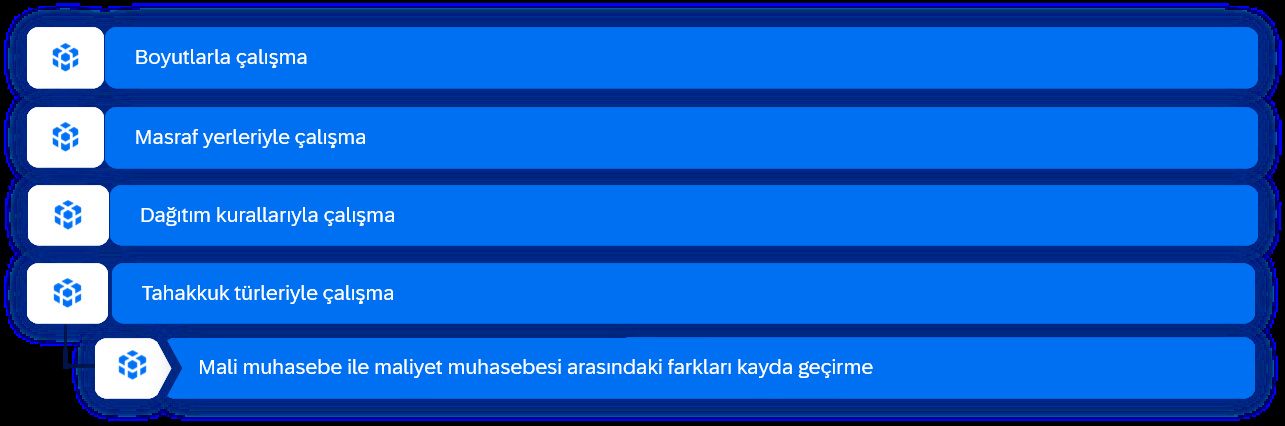 Boyutlarla çalışma
Masraf yerleriyle çalışma
Dağıtım kurallarıyla çalışma
Tahakkuk türleriyle çalışma
Mali muhasebe ile maliyet muhasebesi arasındaki farkları kayda geçirme